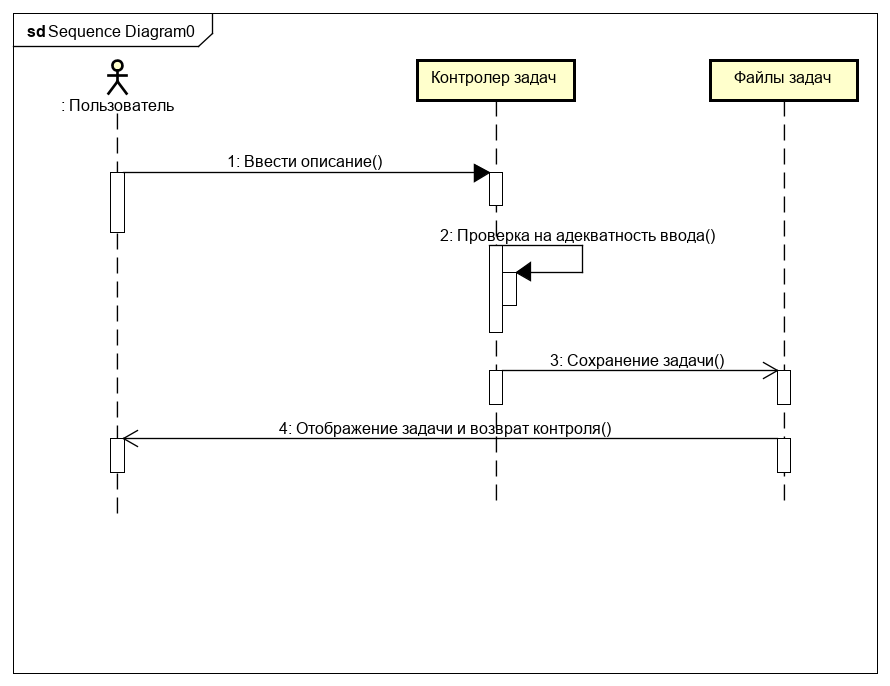 sd Sequence Diagram0
: Пользователь
Контролер задач
Файлы задач
1: Ввести описание()
2: Проверка на адекватность ввода()
3: Сохранение задачи()
4: Отображение задачи и возврат контроля()